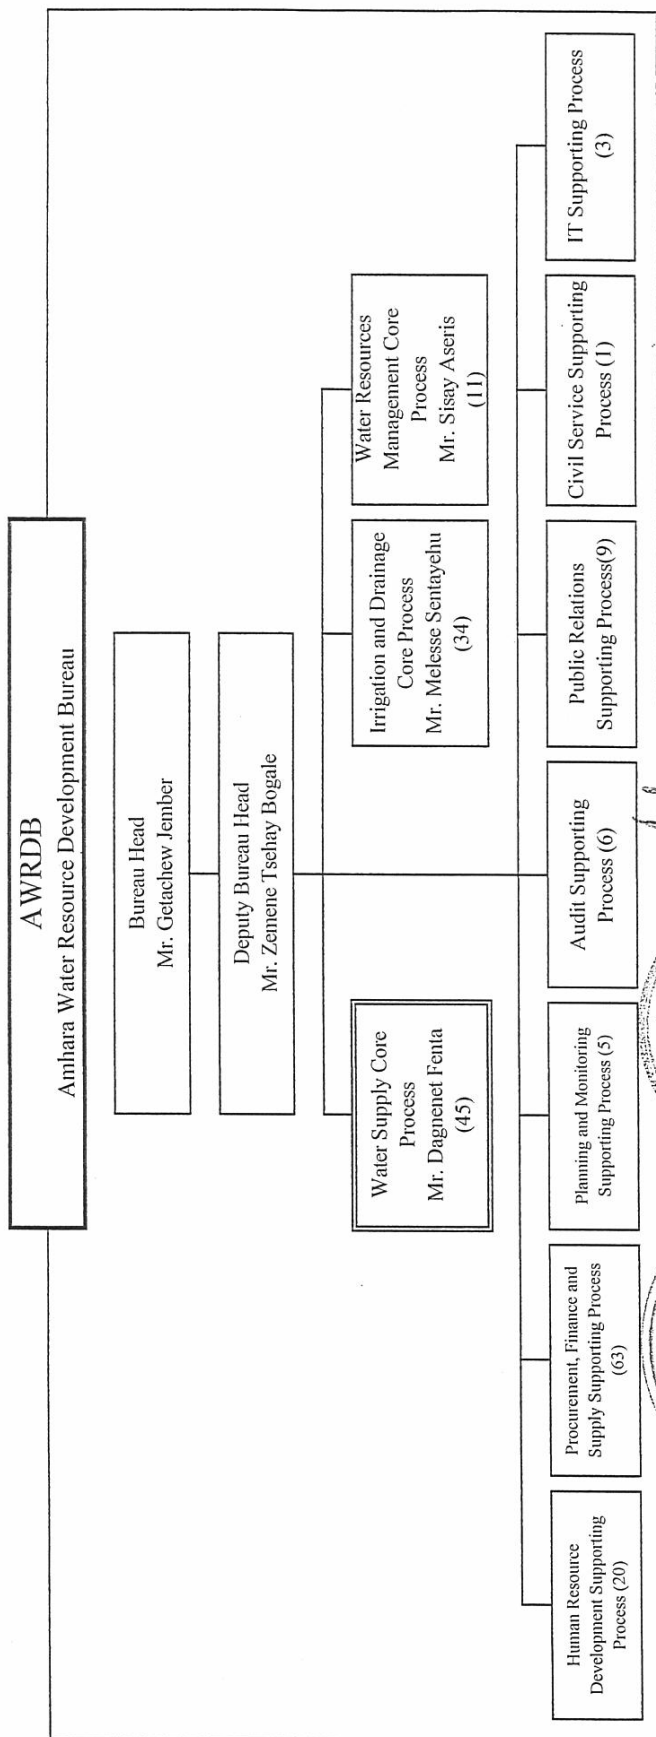 AWRDB
Amhara Water Resource Development Bureau
Bureau Head
Mr. Getachew Jember
Deputy Bureau Head
Mr. Zemene Tsehay Bogale
Water Supply Core
Process
Mr. Dagnenet Fenta
(45)
Irrigation and Drainage
Core Process
Mr. Melesse Sentayehu
(34)
Water Resources
Management Core
Process
Mr. Sisay Aseris
(11)
Human Resource
Development Supporting
Process (20)
Procurement, Finance and
Supply Supporting Process
(63)
Planning and Monitoring
Supporting Process (5)
Audit Supporting
Process (6)
Public Relations
Supporting Process(9)
Civil Service Supporting
Process (1)
IT Supporting Process
(3)